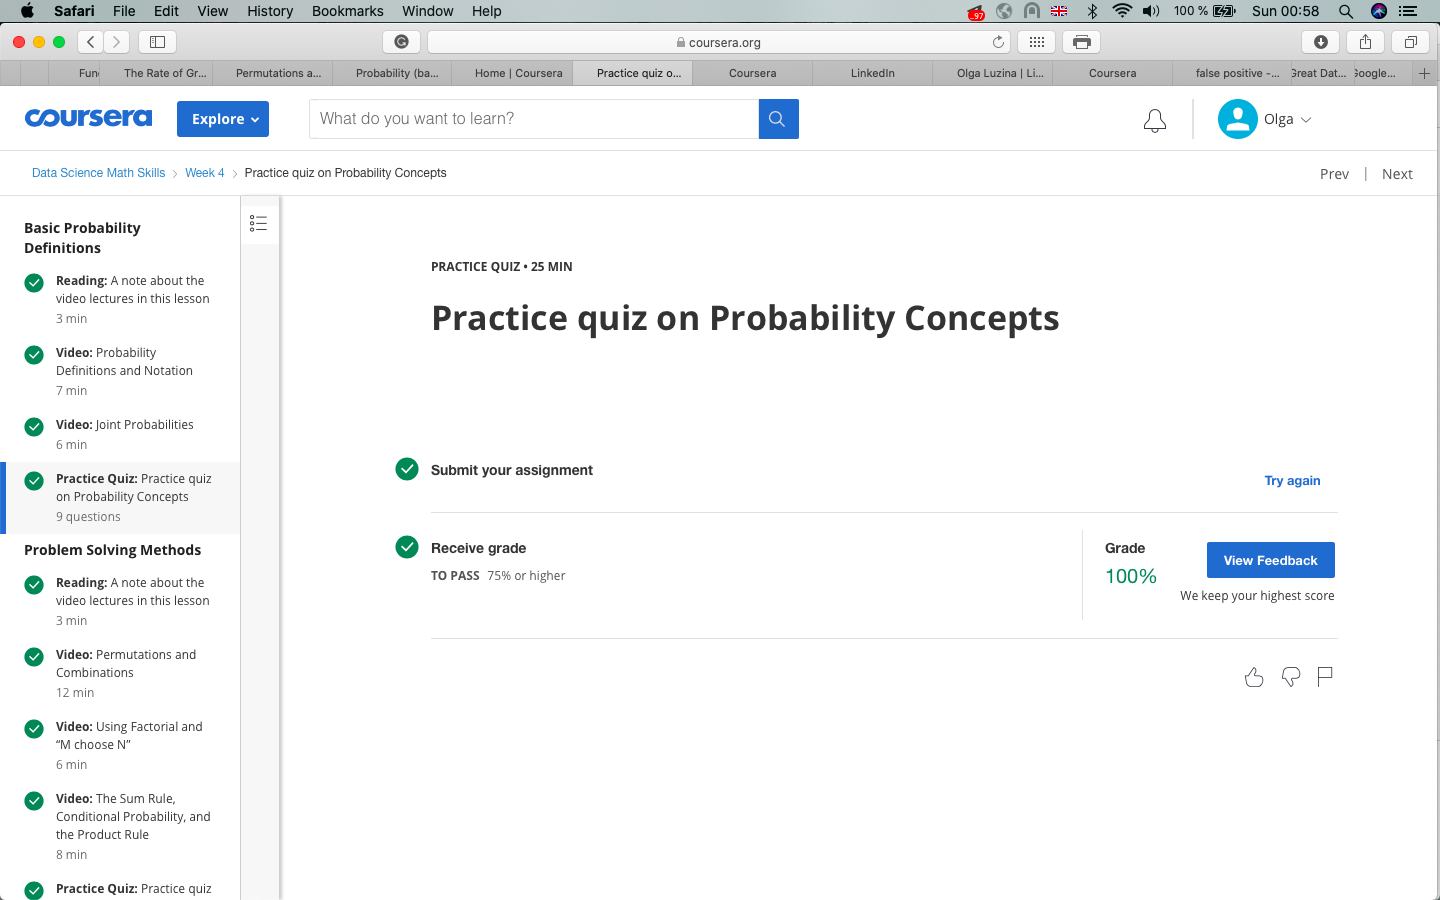 Safari File Edit View History Bookmarks Window Help
97
100 % Sun 00:58
coursera.org
The Rate of Gr... Permutations a... Probability (ba... Home | Coursera Practice quiz o... Coursera LinkedIn Olga Luzina | Li... Coursera false positive -... Great Dat...
coursera Explore What do you want to learn? Olga
Data Science Math Skills Week 4 Practice quiz on Probability Concepts Prev | Next
Basic Probability
Definitions
Reading: A note about the
video lectures in this lesson
3 min
Video: Probability
Definitions and Notation
7 min
Video: Joint Probabilities
6 min
Practice Quiz: Practice quiz
on Probability Concepts
9 questions
Problem Solving Methods
Reading: A note about the
video lectures in this lesson
3 min
Video: Permutations and
Combinations
12 min
Video: Using Factorial and
“M choose N”
6 min
Video: The Sum Rule,
Conditional Probability, and
the Product Rule
8 min
Practice Quiz: Practice quiz
PRACTICE QUIZ • 25 MIN
Practice quiz on Probability Concepts
Submit your assignment
Try again
Receive grade
TO PASS 75% or higher
Grade
100%
View Feedback
We keep your highest score